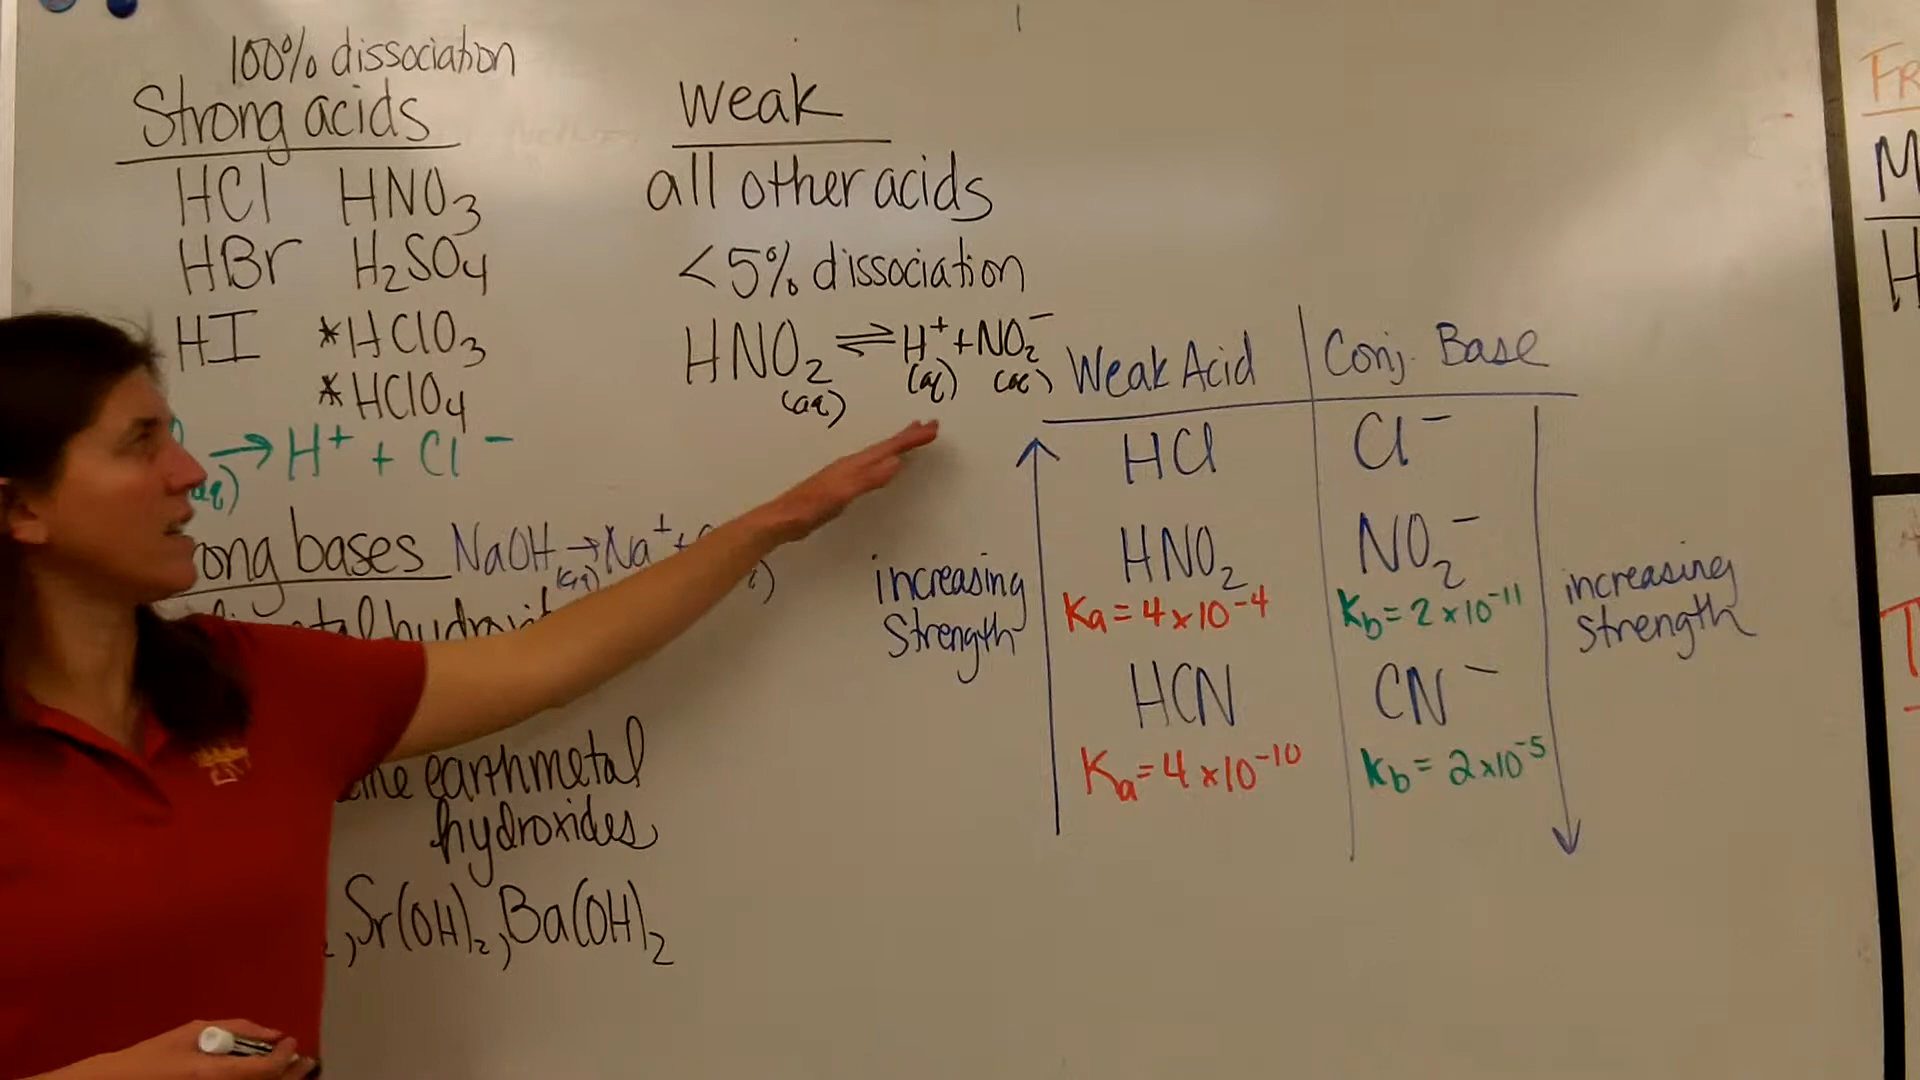 100% dissociation
Strong acids
HCl HNO₃
HBr H₂SO₄
HI *HClO₃
*HClO₄
→ H⁺ + Cl⁻
ong bases NaOH → Na⁺ +
(aq)
earthmetal
hydroxides
, Sr(OH)₂, Ba(OH)₂
weak
all other acids
<5% dissociation
HNO₂ ⇌ H⁺ + NO₂⁻
(aq) (aq) (aq)
Weak Acid Conj. Base
HCl Cl⁻
HNO₂ NO₂⁻
Ka = 4 x 10⁻⁴ Kb = 2 x 10⁻¹¹
HCN CN⁻
Ka = 4 x 10⁻¹⁰ Kb = 2 x 10⁻⁵
increasing
strength
increasing
strength
FR
M
H
T